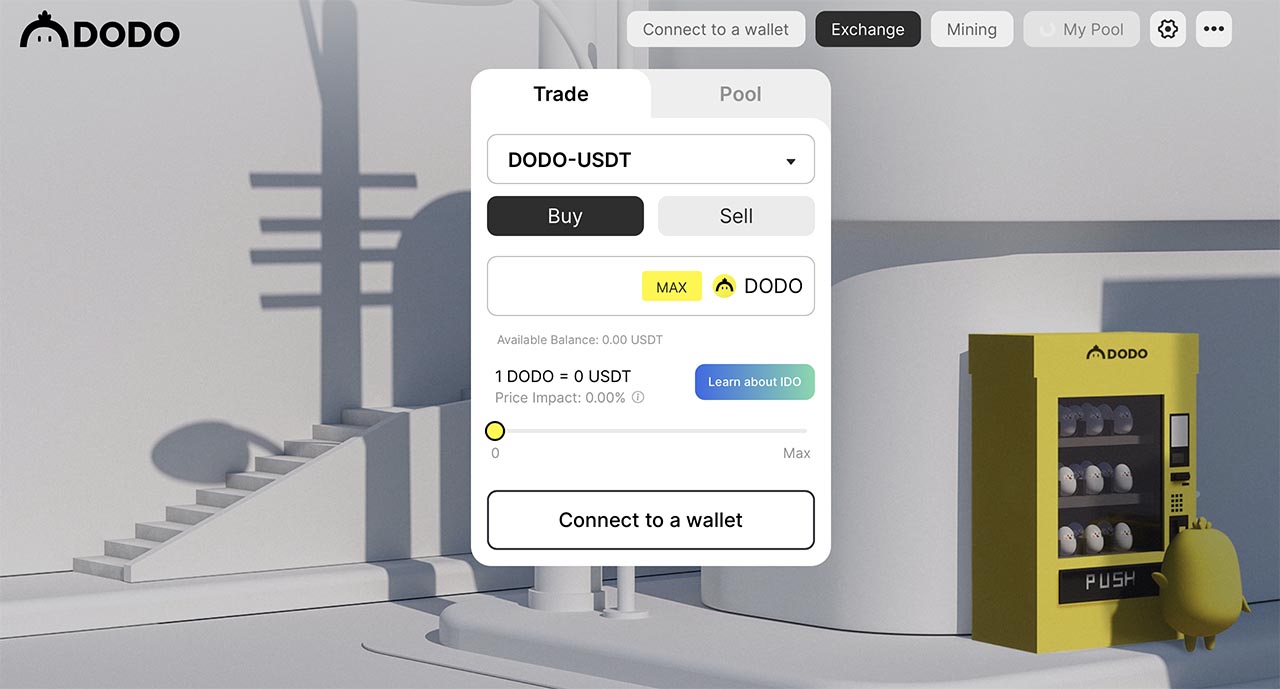 DODO
Connect to a wallet
Exchange
Mining
My Pool
Trade
Pool
DODO-USDT
Buy
Sell
MAX
DODO
Available Balance: 0.00 USDT
1 DODO = 0 USDT
Price Impact: 0.00%
Learn about IDO
0
Max
Connect to a wallet
DODO
PUSH